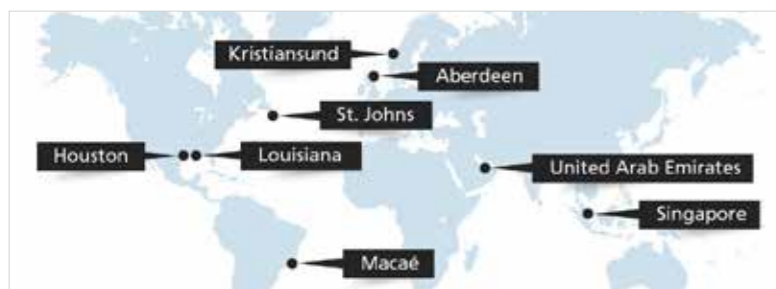 Kristiansund
Aberdeen
St. Johns
Houston
Louisiana
United Arab Emirates
Singapore
Macaé